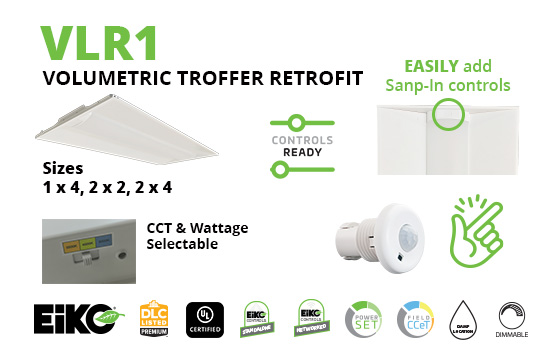 VLR1
VOLUMETRIC TROFFER RETROFIT
EASILY add
Sanp-In controls
CONTROLS
READY
Sizes
1 x 4, 2 x 2, 2 x 4
CCT & Wattage
Selectable
EiKO
DLC
LISTED
PREMIUM
UL
CERTIFIED
EiKO
CONTROLS
STANDALONE
EiKO
CONTROLS
NETWORKED
POWER
SET
FIELD
CCeT
DAMP
LOCATION
DIMMABLE